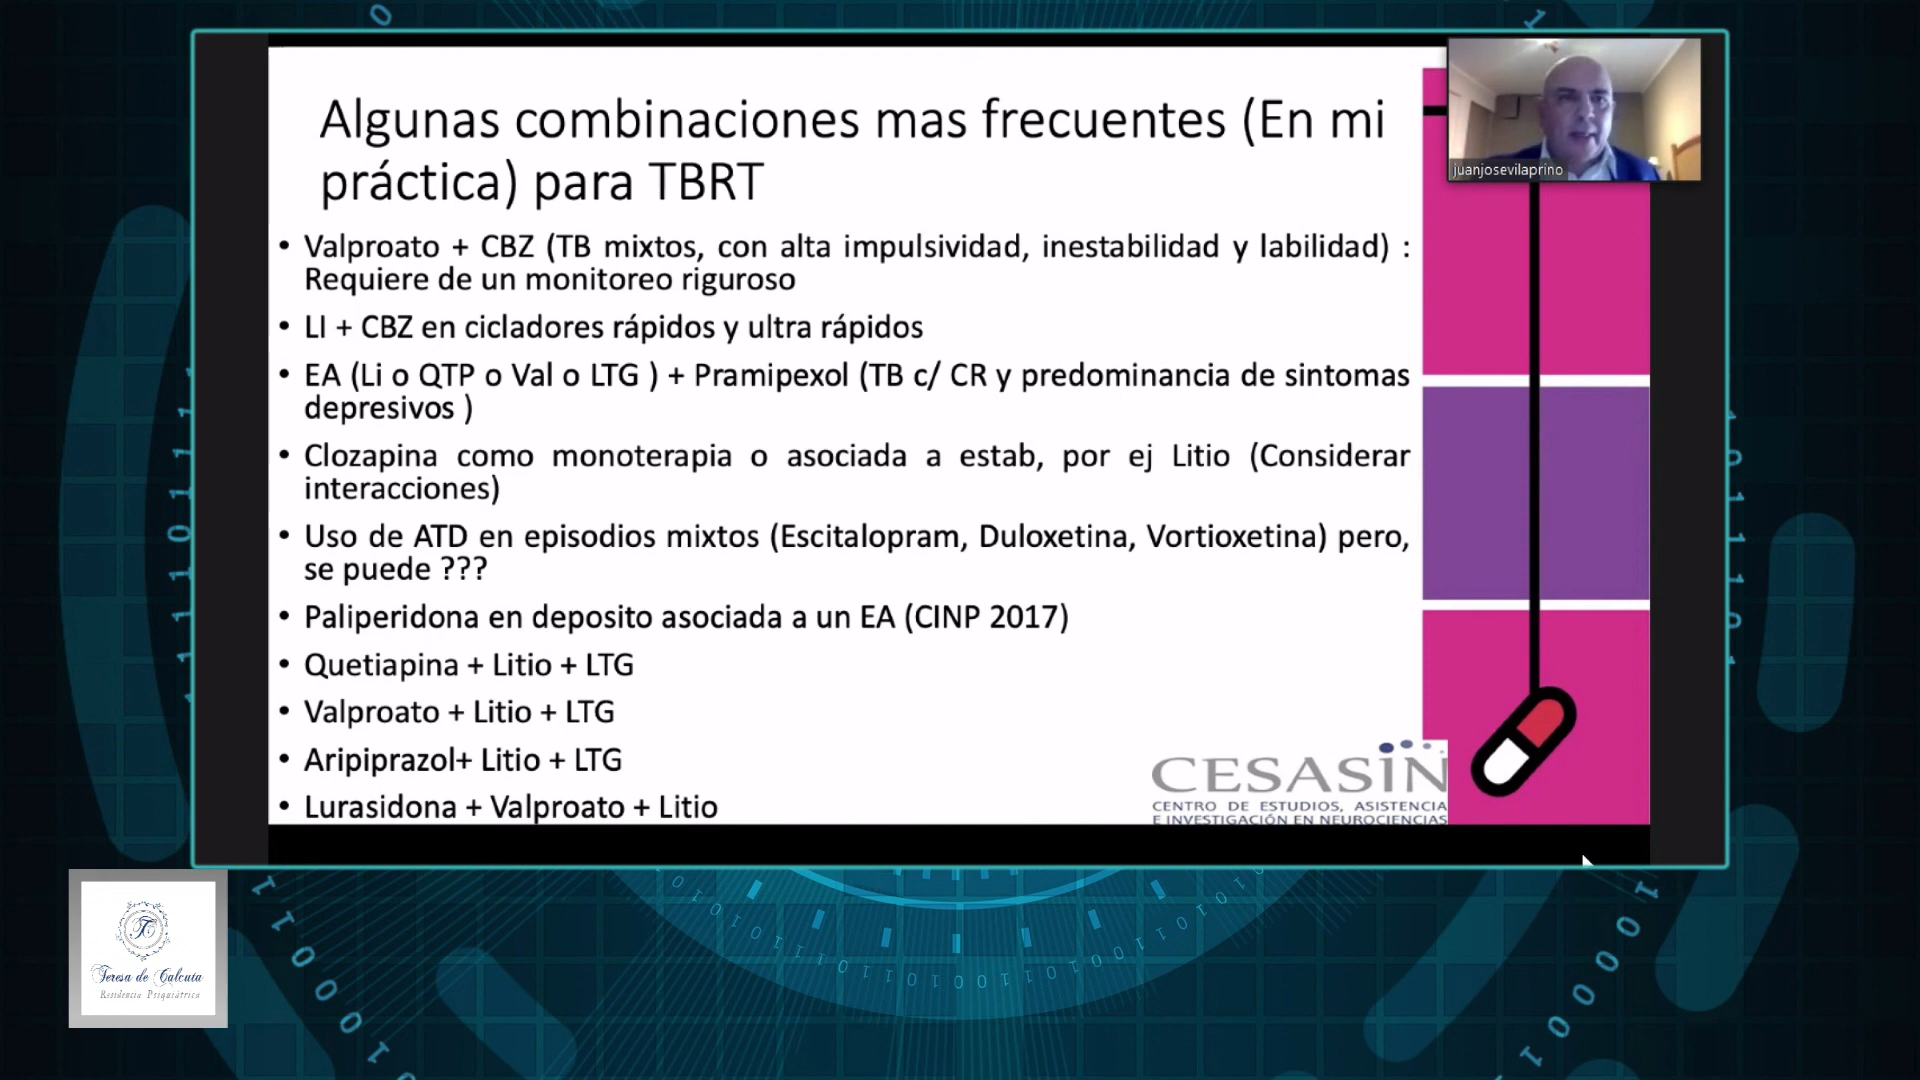 Algunas combinaciones mas frecuentes (En mi
práctica) para TBRT
• Valproato + CBZ (TB mixtos, con alta impulsividad, inestabilidad y labilidad) :
Requiere de un monitoreo riguroso
• LI + CBZ en cicladores rápidos y ultra rápidos
• EA (Li o QTP o Val o LTG ) + Pramipexol (TB c/ CR y predominancia de sintomas
depresivos )
• Clozapina como monoterapia o asociada a estab, por ej Litio (Considerar
interacciones)
• Uso de ATD en episodios mixtos (Escitalopram, Duloxetina, Vortioxetina) pero,
se puede ???
• Paliperidona en deposito asociada a un EA (CINP 2017)
• Quetiapina + Litio + LTG
• Valproato + Litio + LTG
• Aripiprazol+ Litio + LTG
• Lurasidona + Valproato + Litio
CESASIN
CENTRO DE ESTUDIOS, ASISTENCIA
E INVESTIGACIÓN EN NEUROCIENCIAS
juanjosevilaprino
Teresa de Calcuta
Residencia Psiquiátrica